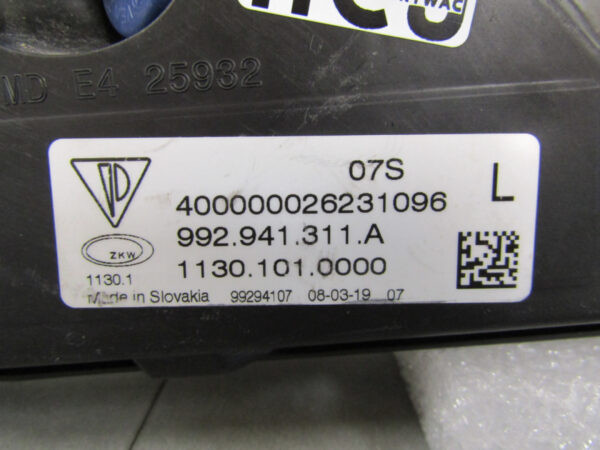 MD E4 25932
07S
L
400000026231096
992.941.311.A
ZKW
1130.101.0000
1130.1
Made in Slovakia 99294107 08-03-19 07